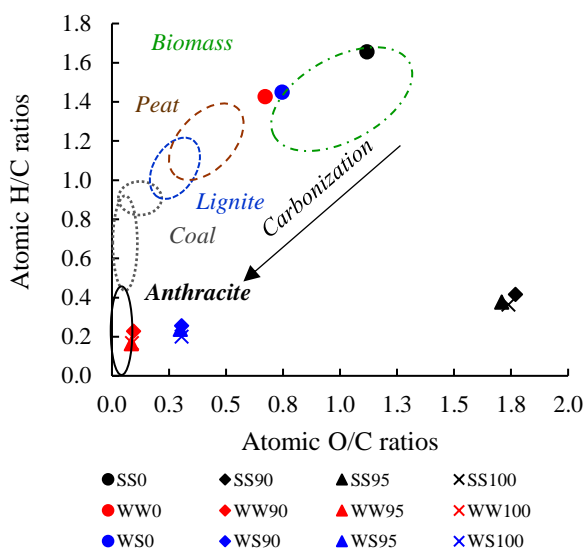 Atomic H/C ratios
1.8
1.6
1.4
1.2
1.0
0.8
0.6
0.4
0.2
0.0
Biomass
Peat
Lignite
Coal
Carbonization
Anthracite
0.0 0.3 0.5 0.8 1.0 1.3 1.5 1.8 2.0
Atomic O/C ratios
SS0 SS90 SS95 SS100
WW0 WW90 WW95 WW100
WS0 WS90 WS95 WS100